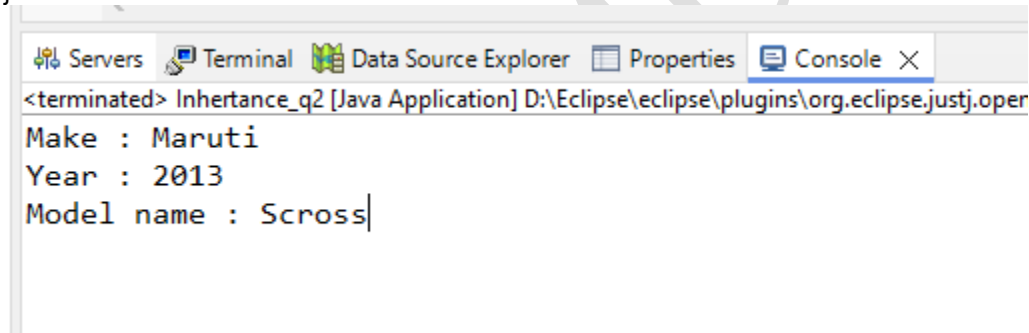 Servers Terminal Data Source Explorer Properties Console
<terminated> Inhertance_q2 [Java Application] D:\Eclipse\eclipse\plugins\org.eclipse.justj.open
Make : Maruti
Year : 2013
Model name : Scross